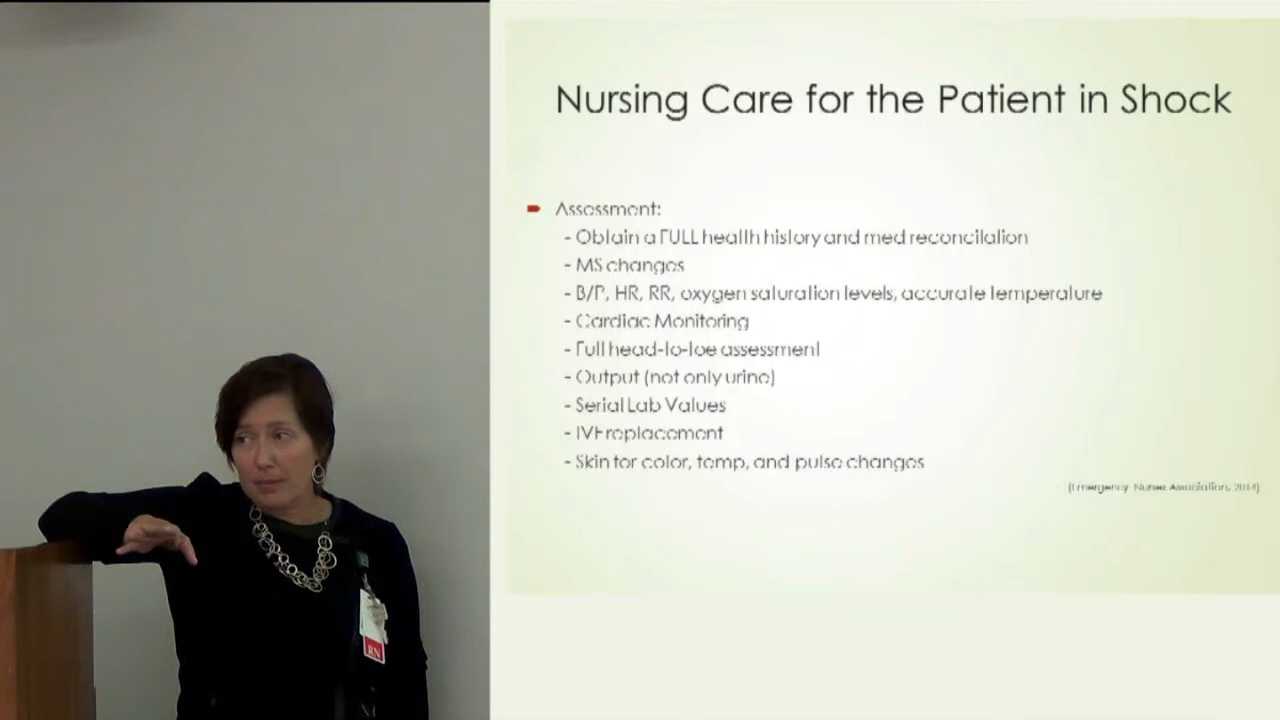 Nursing Care for the Patient in Shock
Assessment:
- Obtain a FULL health history and med reconcilation
- MS changes
- B/P, HR, RR, oxygen saturation levels, accurate temperature
- Cardiac Monitoring
- Full head-to-toe assessment
- Output (not only urine)
- Serial Lab Values
- IVF replacement
- Skin for color, temp, and pulse changes
(Emergency Nurses Association, 2014)
RN